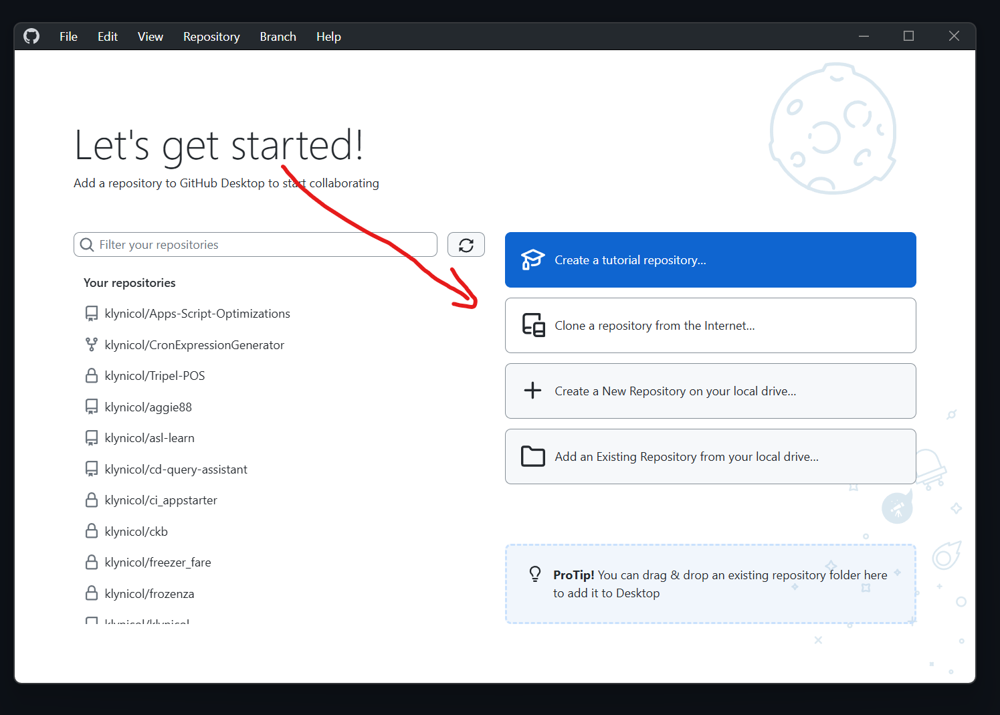 File Edit View Repository Branch Help
Let's get started!
Add a repository to GitHub Desktop to start collaborating
Filter your repositories
Your repositories
klynicol/Apps-Script-Optimizations
klynicol/CronExpressionGenerator
klynicol/Tripel-POS
klynicol/aggie88
klynicol/asl-learn
klynicol/cd-query-assistant
klynicol/ci_appstarter
klynicol/ckb
klynicol/freezer_fare
klynicol/frozenza
klynicol/klynicol
Create a tutorial repository...
Clone a repository from the Internet...
Create a New Repository on your local drive...
Add an Existing Repository from your local drive...
ProTip! You can drag & drop an existing repository folder here
to add it to Desktop